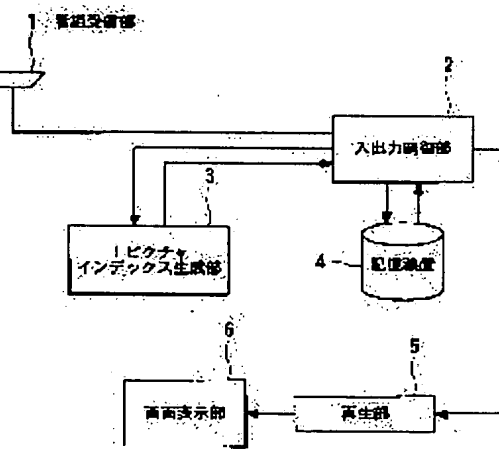 1 番組受信部
2
入出力制御部
3
Iピクチャ
インデックス生成部
4
記憶装置
6
5
画面表示部
再生部